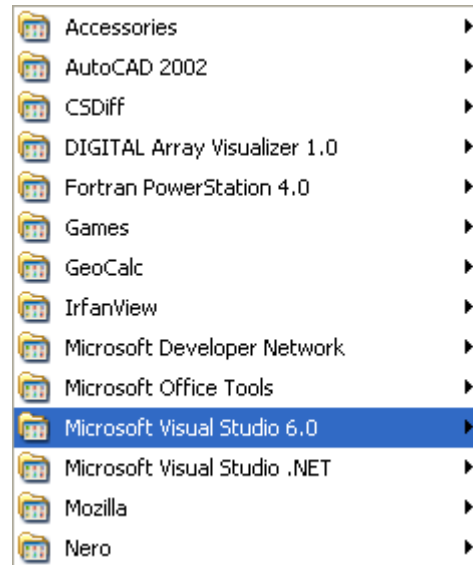 Accessories
AutoCAD 2002
CSDiff
DIGITAL Array Visualizer 1.0
Fortran PowerStation 4.0
Games
GeoCalc
IrfanView
Microsoft Developer Network
Microsoft Office Tools
Microsoft Visual Studio 6.0
Microsoft Visual Studio .NET
Mozilla
Nero